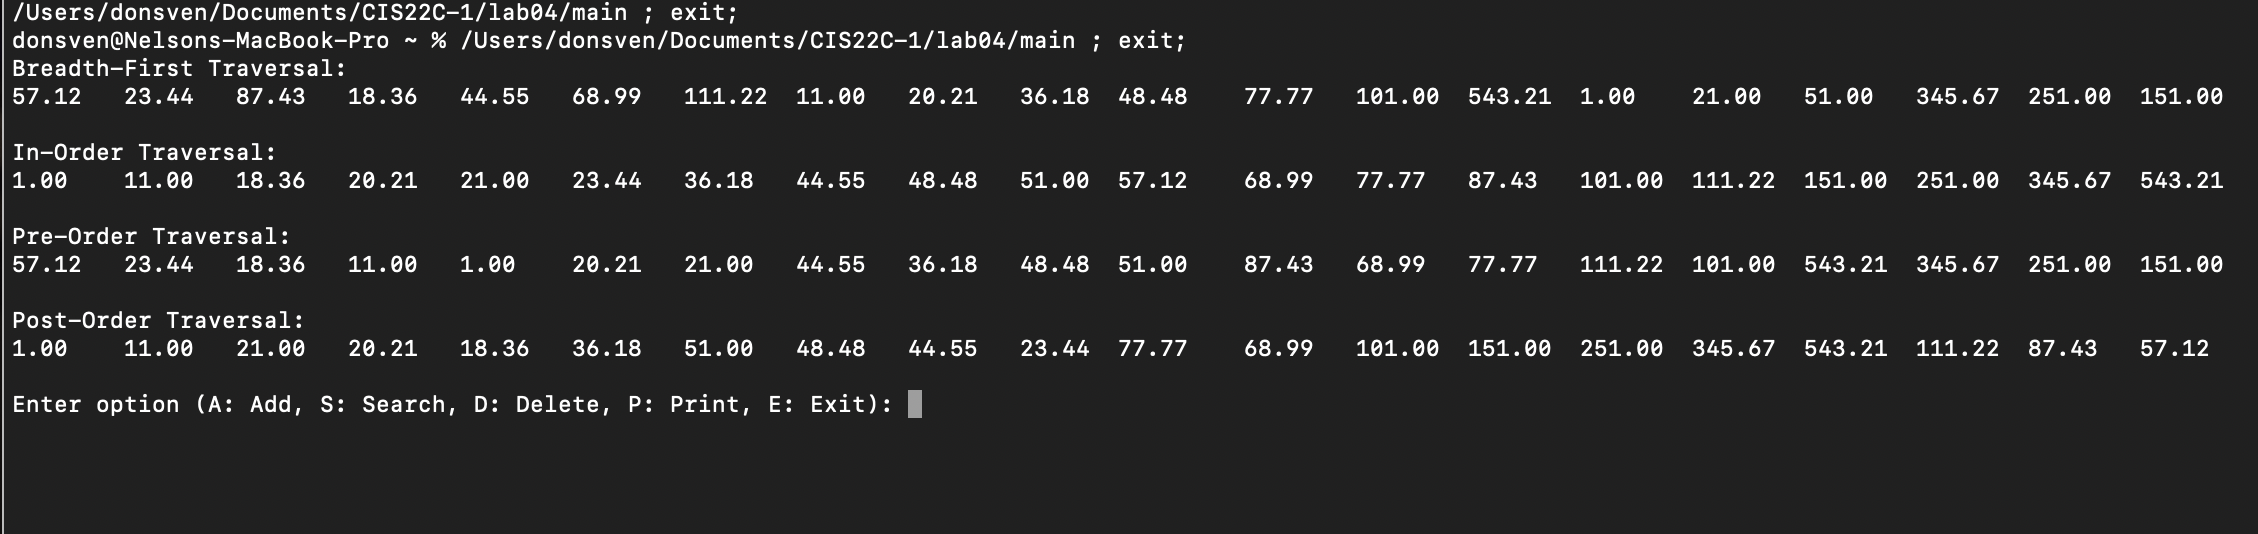 /Users/donsven/Documents/CIS22C-1/lab04/main ; exit;
donsven@Nelsons-MacBook-Pro ~ % /Users/donsven/Documents/CIS22C-1/lab04/main ; exit;
Breadth-First Traversal:
57.12 23.44 87.43 18.36 44.55 68.99 111.22 11.00 20.21 36.18 48.48 77.77 101.00 543.21 1.00 21.00 51.00 345.67 251.00 151.00
In-Order Traversal:
1.00 11.00 18.36 20.21 21.00 23.44 36.18 44.55 48.48 51.00 57.12 68.99 77.77 87.43 101.00 111.22 151.00 251.00 345.67 543.21
Pre-Order Traversal:
57.12 23.44 18.36 11.00 1.00 20.21 21.00 44.55 36.18 48.48 51.00 87.43 68.99 77.77 111.22 101.00 543.21 345.67 251.00 151.00
Post-Order Traversal:
1.00 11.00 21.00 20.21 18.36 36.18 51.00 48.48 44.55 23.44 77.77 68.99 101.00 151.00 251.00 345.67 543.21 111.22 87.43 57.12
Enter option (A: Add, S: Search, D: Delete, P: Print, E: Exit):